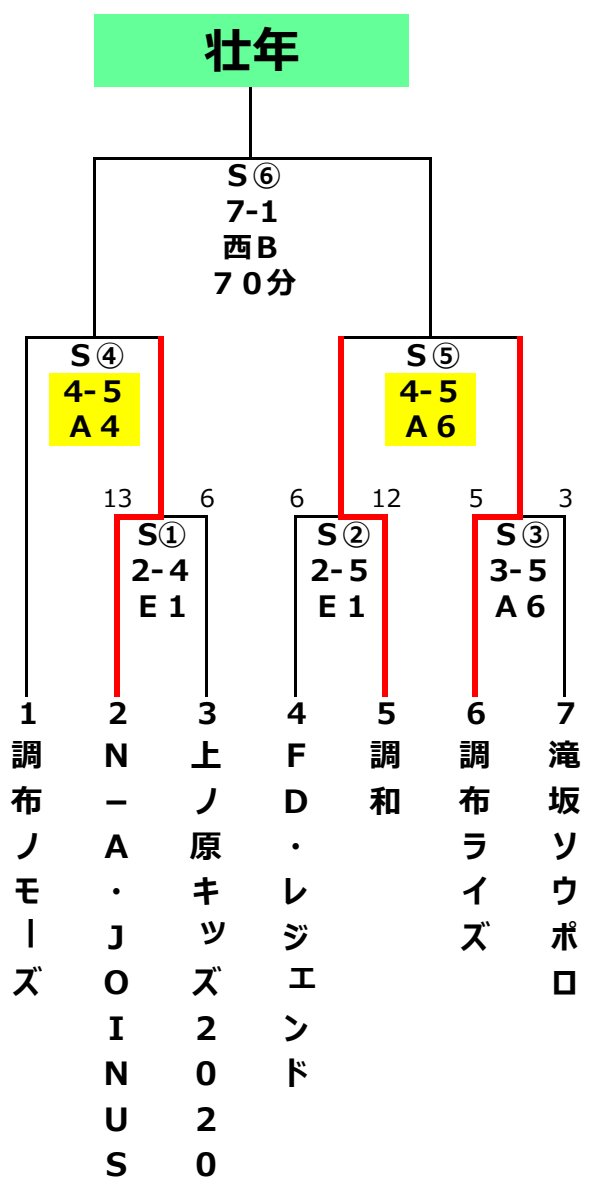 壮年
S⑥
7-1
西B
70分
S④
4-5
A4
S⑤
4-5
A6
13 6 6 12 5 3
S①
2-4
E1
S②
2-5
E1
S③
3-5
A6
1 調布ノモーズ
2 N−A・JOINUS
3 上ノ原キッズ2020
4 FD・レジエンド
5 調和
6 調布ライズ
7 滝坂ソウポロ